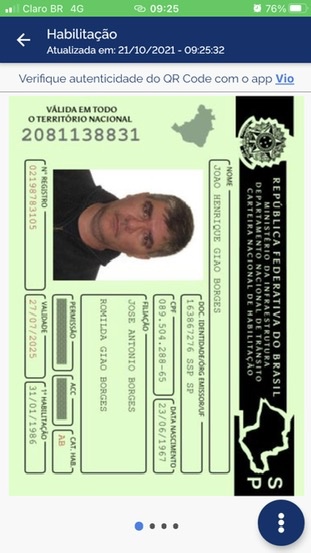 Claro BR 4G 09:25 76%
Habilitação
Atualizada em: 21/10/2021 - 09:25:32
Verifique autenticidade do QR Code com o app Vio
REPÚBLICA FEDERATIVA DO BRASIL
MINISTÉRIO DA INFRAESTRUTURA
DEPARTAMENTO NACIONAL DE TRÂNSITO
CARTEIRA NACIONAL DE HABILITAÇÃO
SP
NOME
JOAO HENRIQUE GIAO BORGES
DOC. IDENTIDADE/ÓRG EMISSOR/UF
163867276 SSP SP
CPF
089.504.288-65
DATA NASCIMENTO
23/06/1967
FILIAÇÃO
JOSE ANTONIO BORGES
ROMILDA GIAO BORGES
PERMISSÃO
ACC
CAT. HAB.
AB
Nº REGISTRO
02198783105
VALIDADE
27/07/2025
1ª HABILITAÇÃO
31/01/1986
VÁLIDA EM TODO
O TERRITÓRIO NACIONAL
2081138831